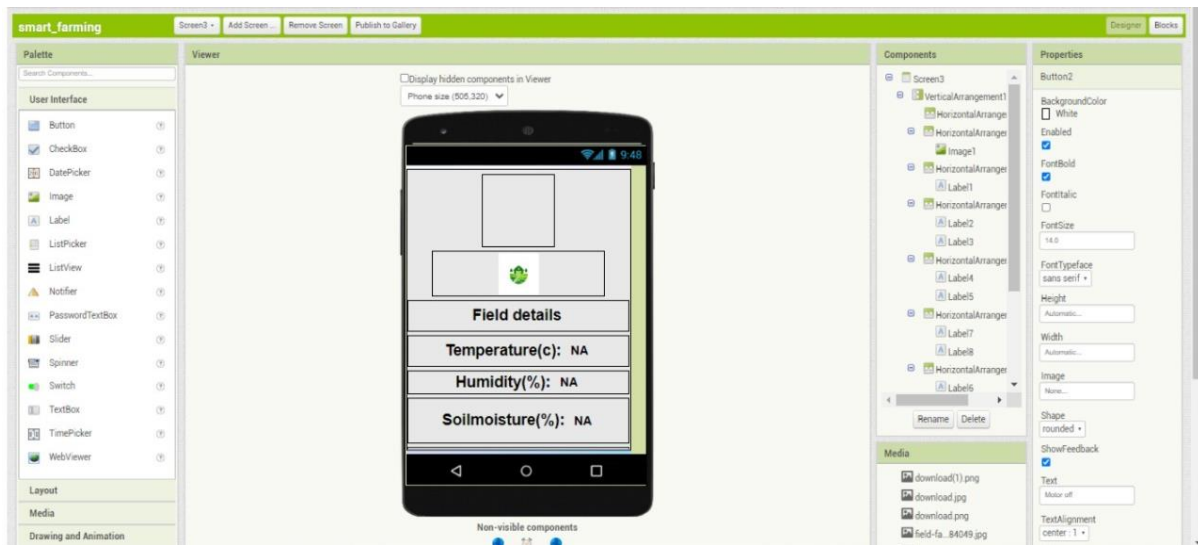 smart_farming
Screen3
Add Screen ...
Remove Screen
Publish to Gallery
Designer
Blocks
Palette
Search Components...
User Interface
Button
CheckBox
DatePicker
Image
Label
ListPicker
ListView
Notifier
PasswordTextBox
Slider
Spinner
Switch
TextBox
TimePicker
WebViewer
Layout
Media
Drawing and Animation
Viewer
Display hidden components in Viewer
Phone size (505,320)
9:48
Field details
Temperature(c): NA
Humidity(%): NA
Soilmoisture(%): NA
Non-visible components
Components
Screen3
VerticalArrangement1
HorizontalArrange
HorizontalArranger
Image1
HorizontalArranger
Label1
HorizontalArranger
Label2
Label3
HorizontalArranger
Label4
Label5
HorizontalArranger
Label7
Label8
HorizontalArranger
Label6
Rename
Delete
Media
download(1).png
download.jpg
download.png
field-fa...84049.jpg
Properties
Button2
BackgroundColor
White
Enabled
FontBold
FontItalic
FontSize
14.0
FontTypeface
sans serif
Height
Automatic...
Width
Automatic...
Image
None...
Shape
rounded
ShowFeedback
Text
Motor off
TextAlignment
center : 1